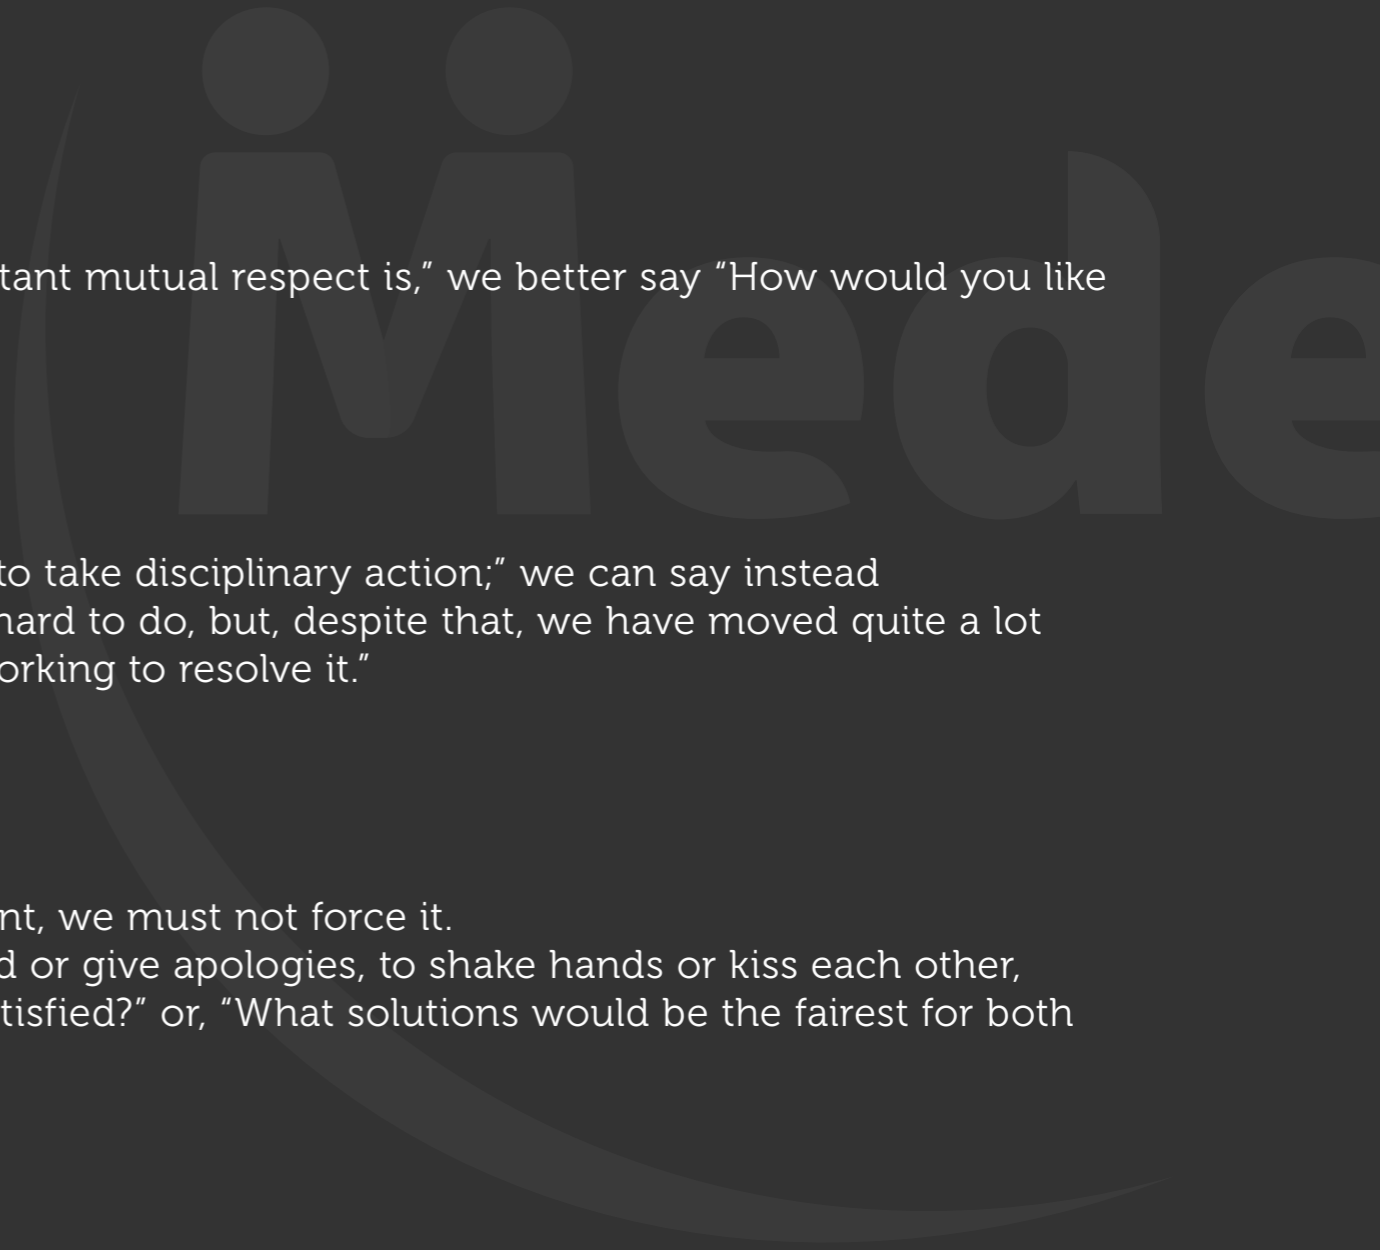 Mede
tant mutual respect is,” we better say “How would you like
to take disciplinary action;” we can say instead
hard to do, but, despite that, we have moved quite a lot
orking to resolve it.”
nt, we must not force it.
d or give apologies, to shake hands or kiss each other,
tisfied?” or, “What solutions would be the fairest for both